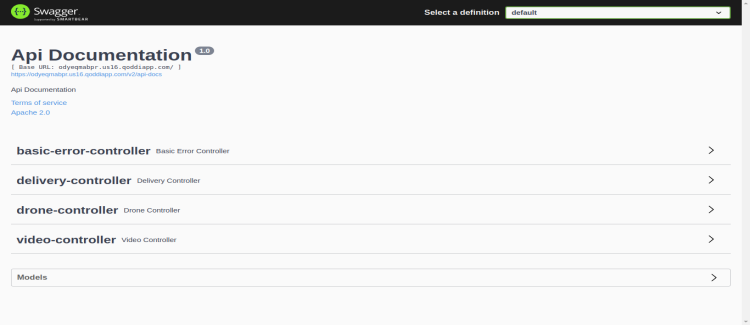 Swagger
Supported by SMARTBEAR
Select a definition
default
Api Documentation 1.0
[ Base URL: odyeqmabpr.us16.qoddiapp.com/ ]
https://odyeqmabpr.us16.qoddiapp.com/v2/api-docs
Api Documentation
Terms of service
Apache 2.0
basic-error-controller Basic Error Controller
delivery-controller Delivery Controller
drone-controller Drone Controller
video-controller Video Controller
Models